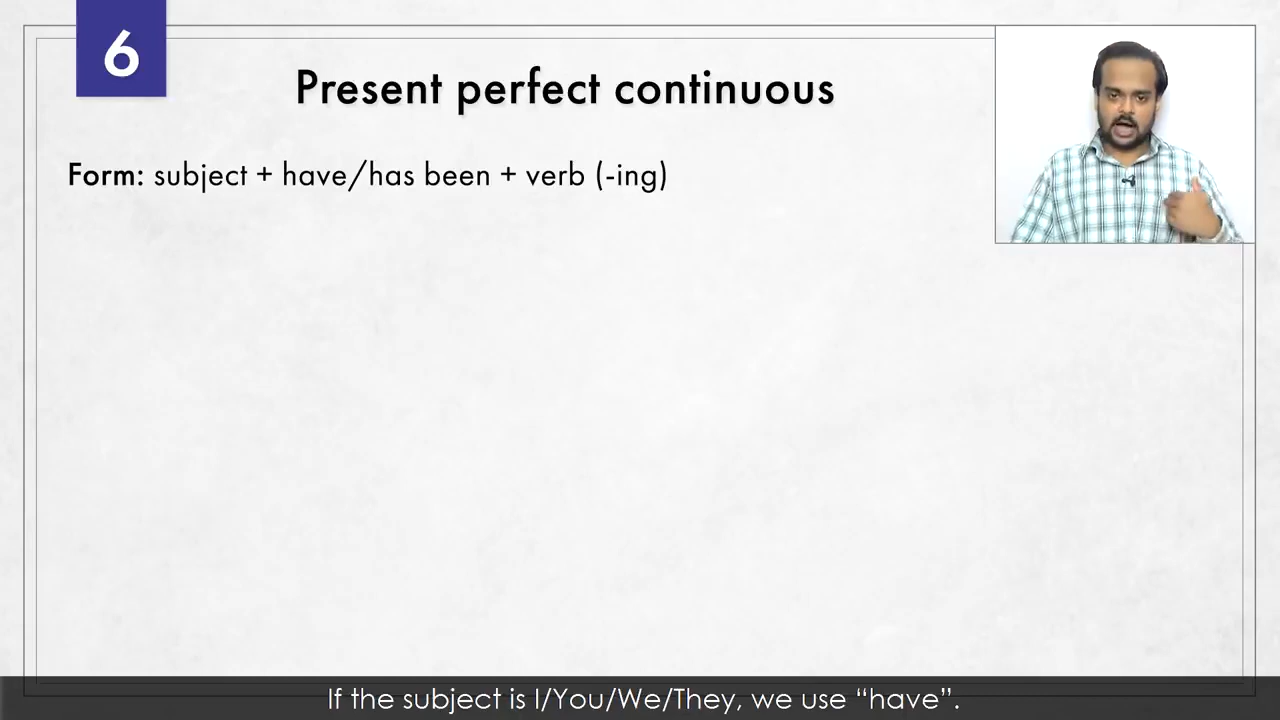 6
Present perfect continuous
Form: subject + have/has been + verb (-ing)
If the subject is I/You/We/They, we use “have”.